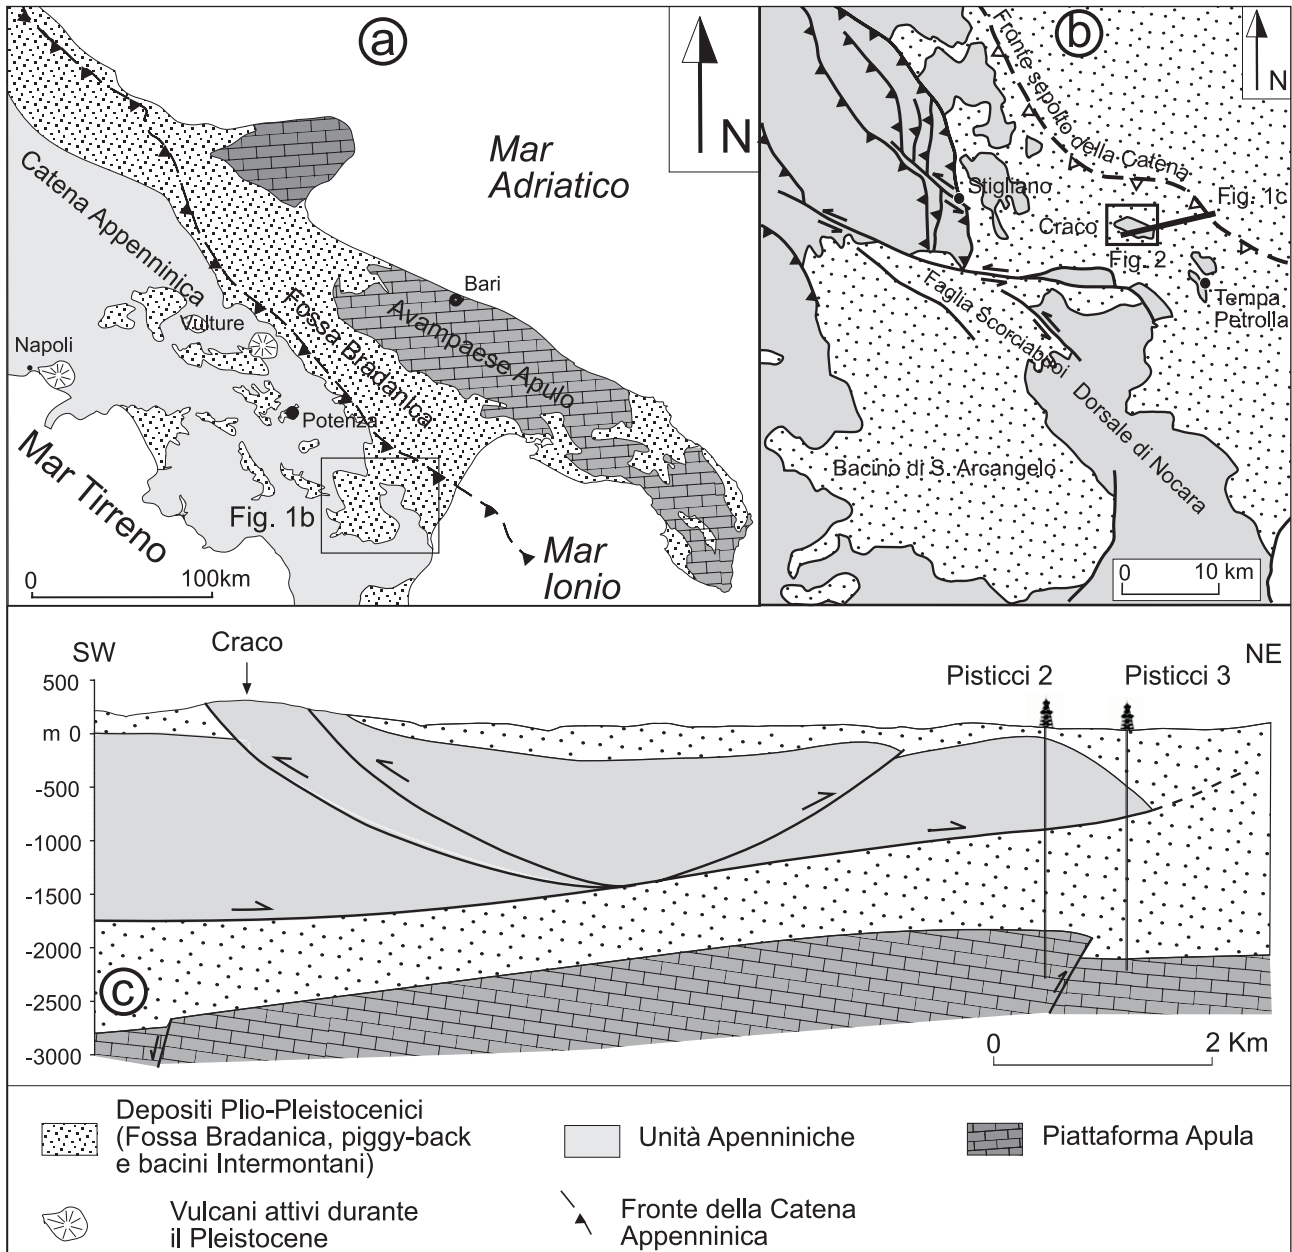 a
N
Mar
Adriatico
Catena Appenninica
Vulture
Napoli
Fossa Bradanica
Bari
Avampaese Apulo
Potenza
Mar Tirreno
Fig. 1b
0 100km
Mar
Ionio
b
N
Fronte sepolto della Catena
Stigliano
Fig. 1c
Craco
Fig. 2
Tempa
Petrolla
Faglia Scorciabuoi
Dorsale di Nocara
Bacino di S. Arcangelo
0 10 km
SW
Craco
NE
Pisticci 2
Pisticci 3
500
m 0
-500
-1000
-1500
-2000
-2500
-3000
c
0 2 Km
Depositi Plio-Pleistocenici
(Fossa Bradanica, piggy-back
e bacini Intermontani)
Unità Apenniniche
Piattaforma Apula
Vulcani attivi durante
il Pleistocene
Fronte della Catena
Appenninica